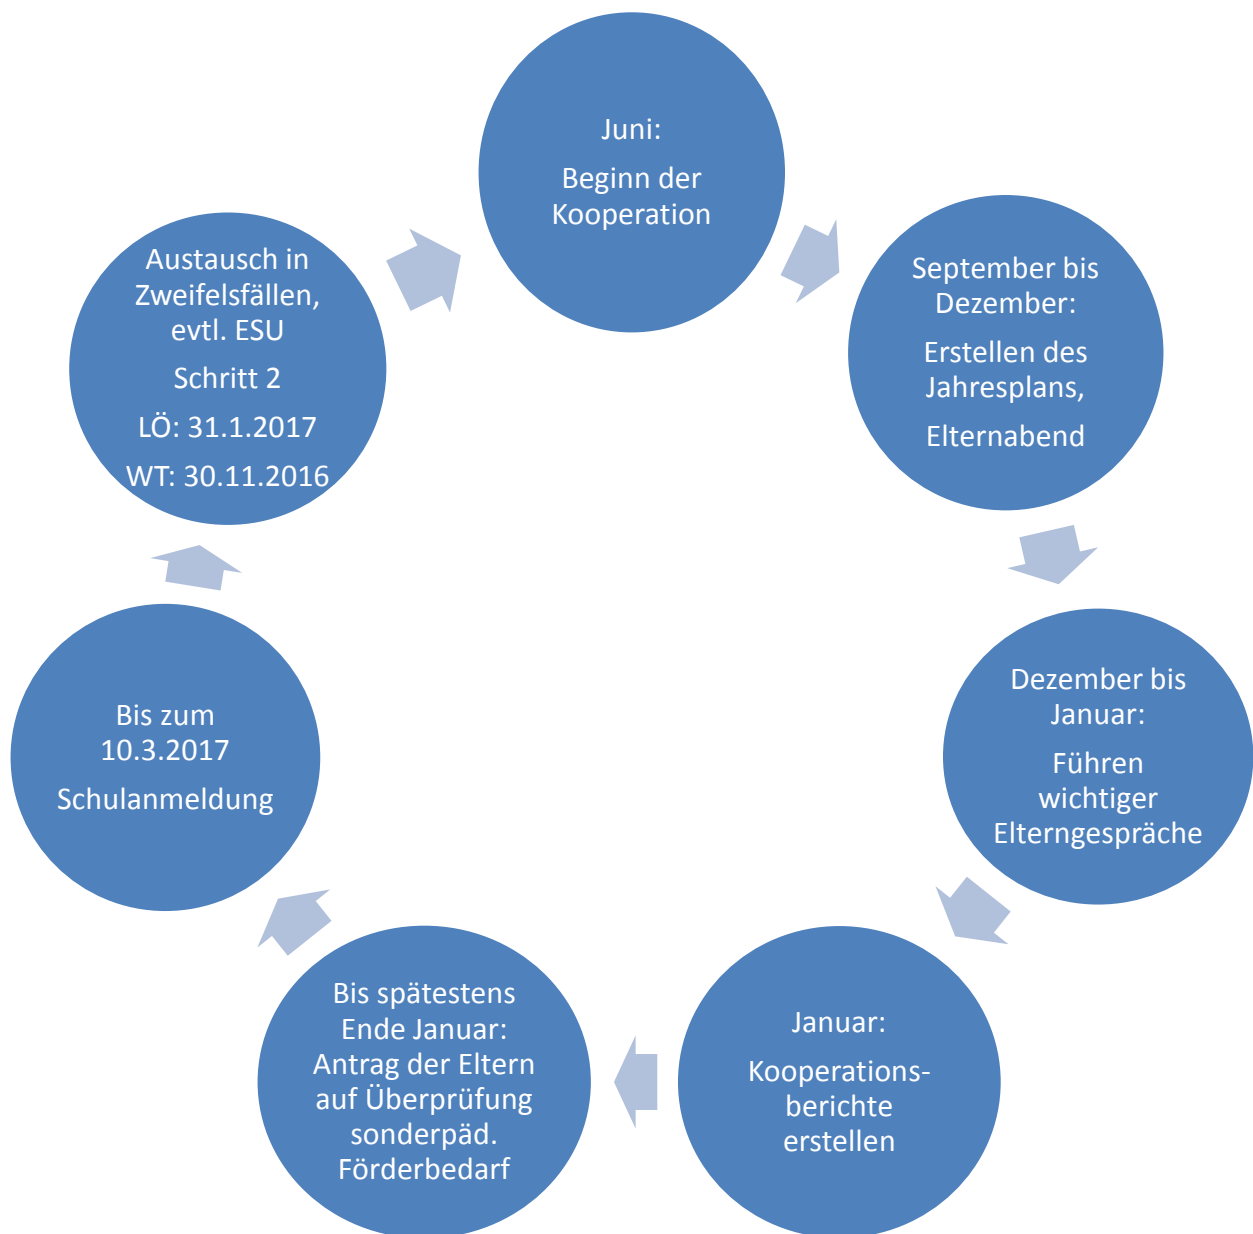 Juni:
Beginn der
Kooperation
September bis
Dezember:
Erstellen des
Jahresplans,
Elternabend
Dezember bis
Januar:
Führen
wichtiger
Elterngespräche
Januar:
Kooperations-
berichte
erstellen
Bis spätestens
Ende Januar:
Antrag der Eltern
auf Überprüfung
sonderpäd.
Förderbedarf
Bis zum
10.3.2017
Schulanmeldung
Austausch in
Zweifelsfällen,
evtl. ESU
Schritt 2
LÖ: 31.1.2017
WT: 30.11.2016